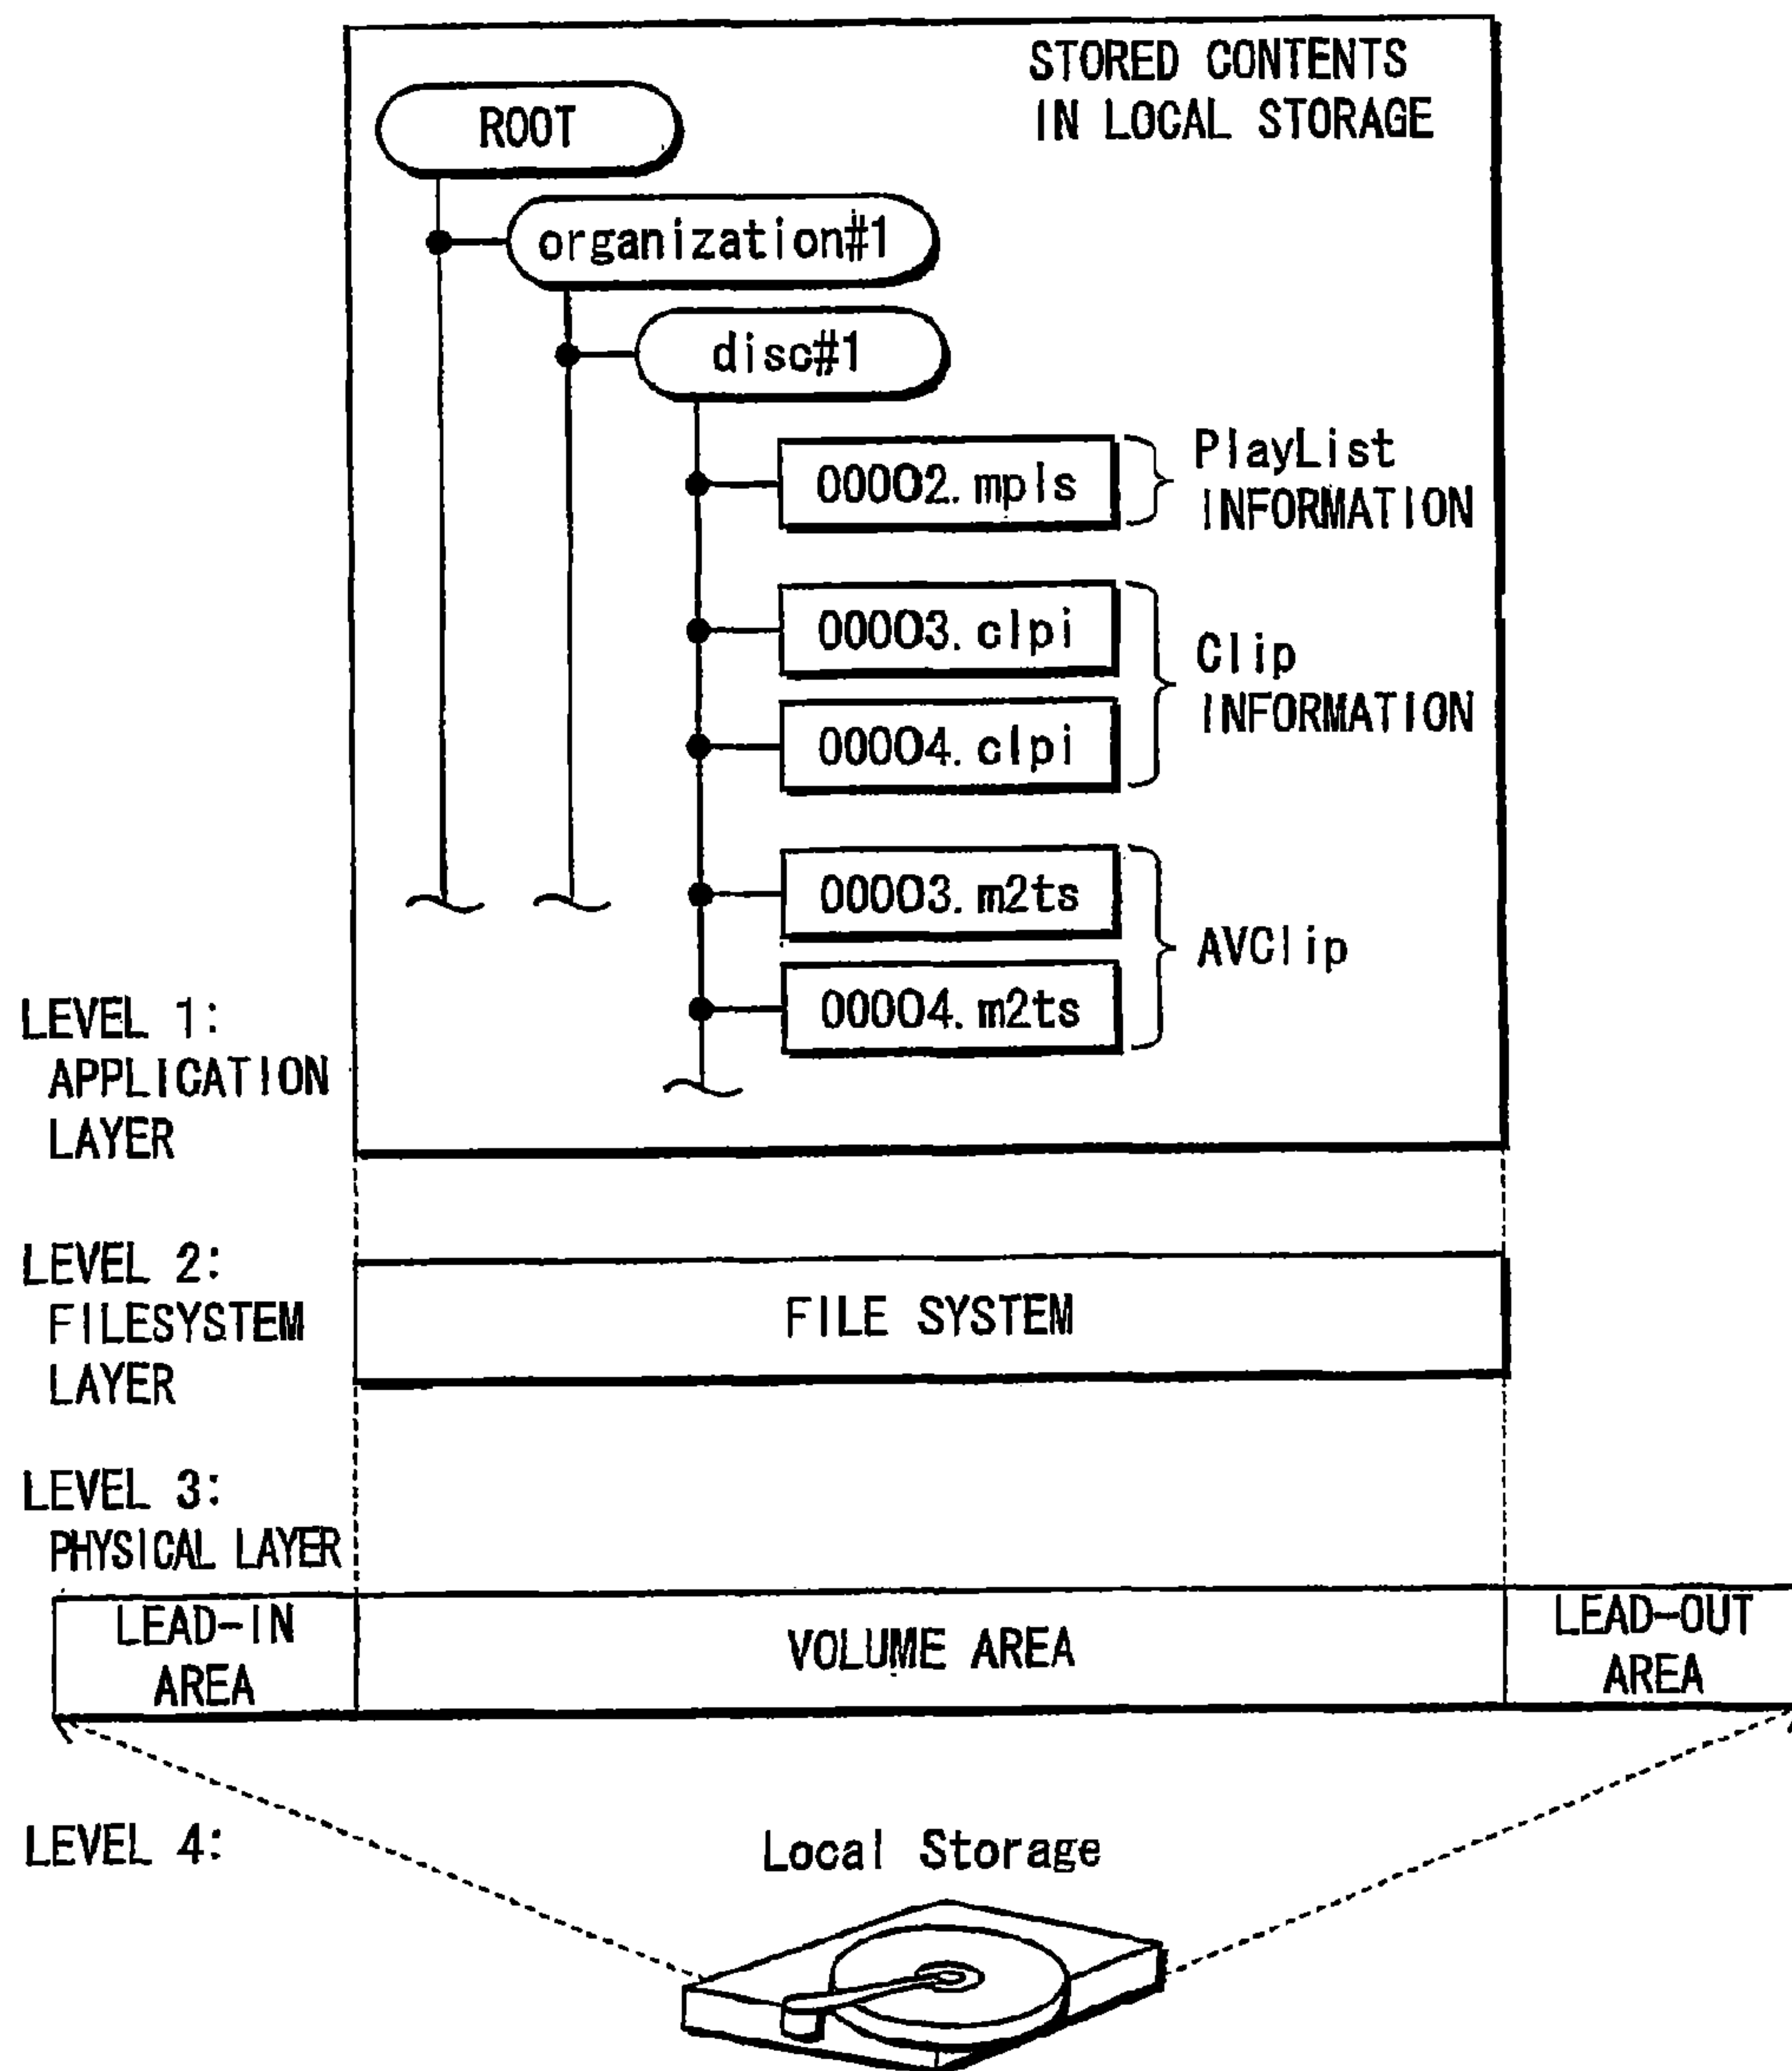 STORED CONTENTS
IN LOCAL STORAGE
ROOT
organization#1
disc#1
00002.mpls
PlayList
INFORMATION
00003.clpi
Clip
INFORMATION
00004.clpi
00003.m2ts
AVClip
00004.m2ts
LEVEL 1:
APPLICATION
LAYER
LEVEL 2:
FILESYSTEM
LAYER
FILE SYSTEM
LEVEL 3:
PHYSICAL LAYER
LEAD-IN
AREA
VOLUME AREA
LEAD-OUT
AREA
LEVEL 4:
Local Storage